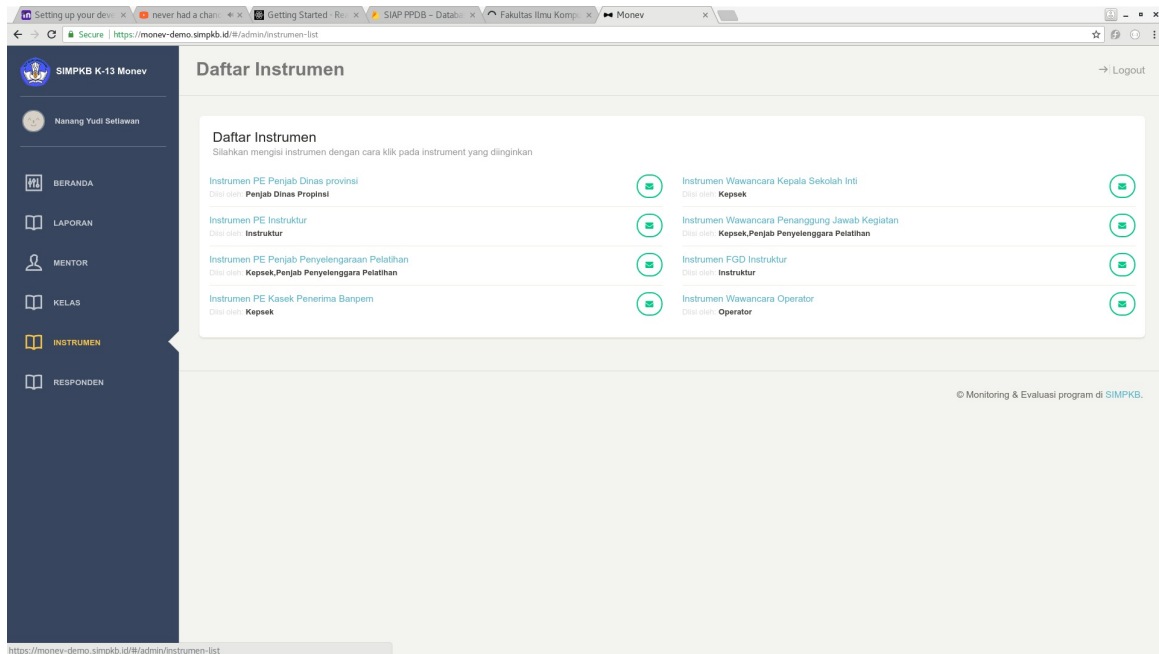 Setting up your deve
never had a chanc
Getting Started · Rea
SIAP PPDB – Databa
Fakultas Ilmu Kompu
Monev
Secure | https://monev-demo.simpkb.id/#/admin/instrumen-list
SIMPKB K-13 Monev
Daftar Instrumen
Logout
Nanang Yudi Setiawan
BERANDA
LAPORAN
MENTOR
KELAS
INSTRUMEN
RESPONDEN
Daftar Instrumen
Silahkan mengisi instrumen dengan cara klik pada instrument yang diinginkan
Instrumen PE Penjab Dinas provinsi
Diisi oleh: Penjab Dinas Propinsi
Instrumen PE Instruktur
Diisi oleh: Instruktur
Instrumen PE Penjab Penyelengaraan Pelatihan
Diisi oleh: Kepsek,Penjab Penyelenggara Pelatihan
Instrumen PE Kasek Penerima Banpem
Diisi oleh: Kepsek
Instrumen Wawancara Kepala Sekolah Inti
Diisi oleh: Kepsek
Instrumen Wawancara Penanggung Jawab Kegiatan
Diisi oleh: Kepsek,Penjab Penyelenggara Pelatihan
Instrumen FGD Instruktur
Diisi oleh: Instruktur
Instrumen Wawancara Operator
Diisi oleh: Operator
© Monitoring & Evaluasi program di SIMPKB.
https://monev-demo.simpkb.id/#/admin/instrumen-list